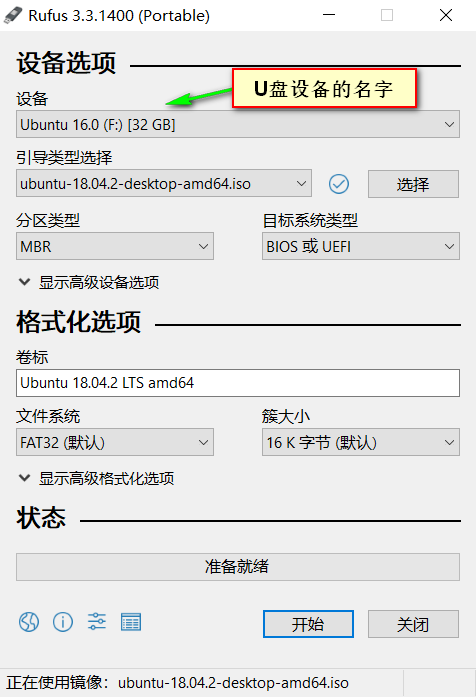 Rufus 3.3.1400 (Portable)
设备选项
U盘设备的名字
设备
Ubuntu 16.0 (F:) [32 GB]
引导类型选择
ubuntu-18.04.2-desktop-amd64.iso 选择
分区类型 目标系统类型
MBR BIOS 或 UEFI
显示高级设备选项
格式化选项
卷标
Ubuntu 18.04.2 LTS amd64
文件系统 簇大小
FAT32 (默认) 16 K 字节 (默认)
显示高级格式化选项
状态
准备就绪
开始 关闭
正在使用镜像：ubuntu-18.04.2-desktop-amd64.iso